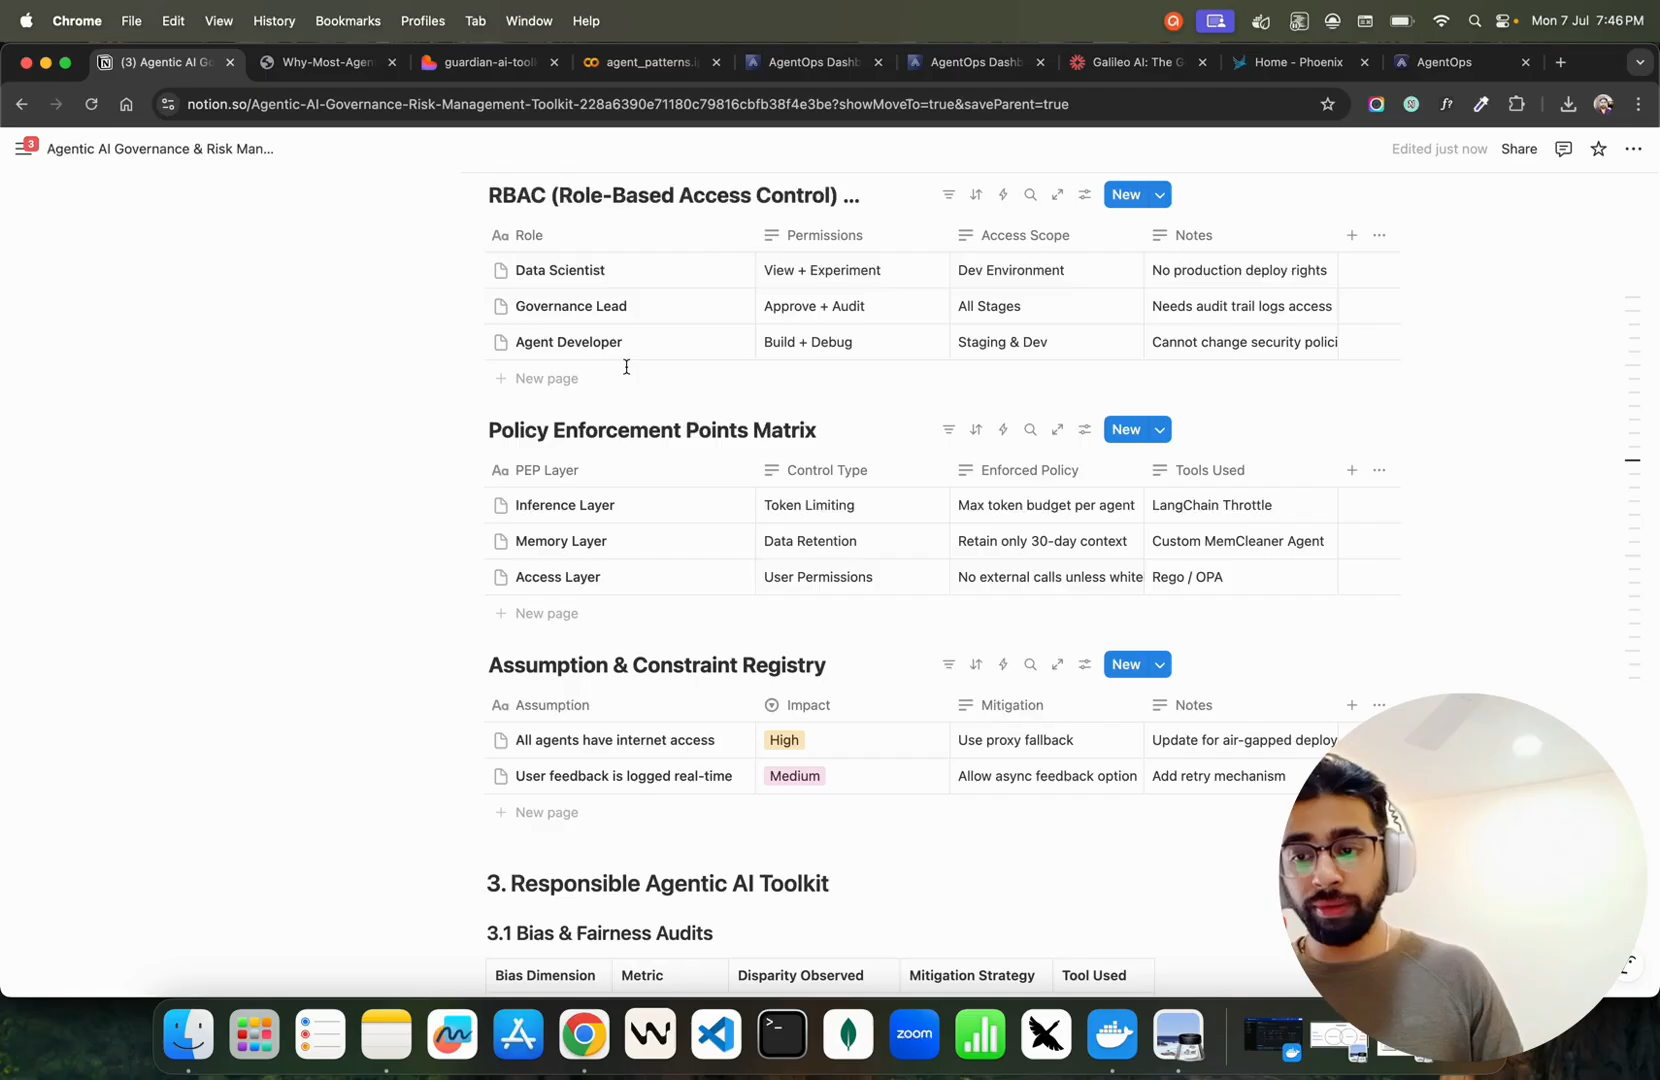 Chrome File Edit View History Bookmarks Profiles Tab Window Help Mon 7 Jul 7:46 PM
(3) Agentic AI Go Why-Most-Agen guardian-ai-tool agent_patterns.ip AgentOps Dashb AgentOps Dashb Galileo AI: The G Home - Phoenix AgentOps
notion.so/Agentic-AI-Governance-Risk-Management-Toolkit-228a6390e71180c79816cbfb38f4e3be?showMoveTo=true&saveParent=true
3 Agentic AI Governance & Risk Man... Edited just now Share
RBAC (Role-Based Access Control) ... New
Aa Role Permissions Access Scope Notes
Data Scientist View + Experiment Dev Environment No production deploy rights
Governance Lead Approve + Audit All Stages Needs audit trail logs access
Agent Developer Build + Debug Staging & Dev Cannot change security polici
+ New page
Policy Enforcement Points Matrix New
Aa PEP Layer Control Type Enforced Policy Tools Used
Inference Layer Token Limiting Max token budget per agent LangChain Throttle
Memory Layer Data Retention Retain only 30-day context Custom MemCleaner Agent
Access Layer User Permissions No external calls unless white Rego / OPA
+ New page
Assumption & Constraint Registry New
Aa Assumption Impact Mitigation Notes
All agents have internet access High Use proxy fallback Update for air-gapped deploy
User feedback is logged real-time Medium Allow async feedback option Add retry mechanism
+ New page
3. Responsible Agentic AI Toolkit
3.1 Bias & Fairness Audits
Bias Dimension Metric Disparity Observed Mitigation Strategy Tool Used
zoom